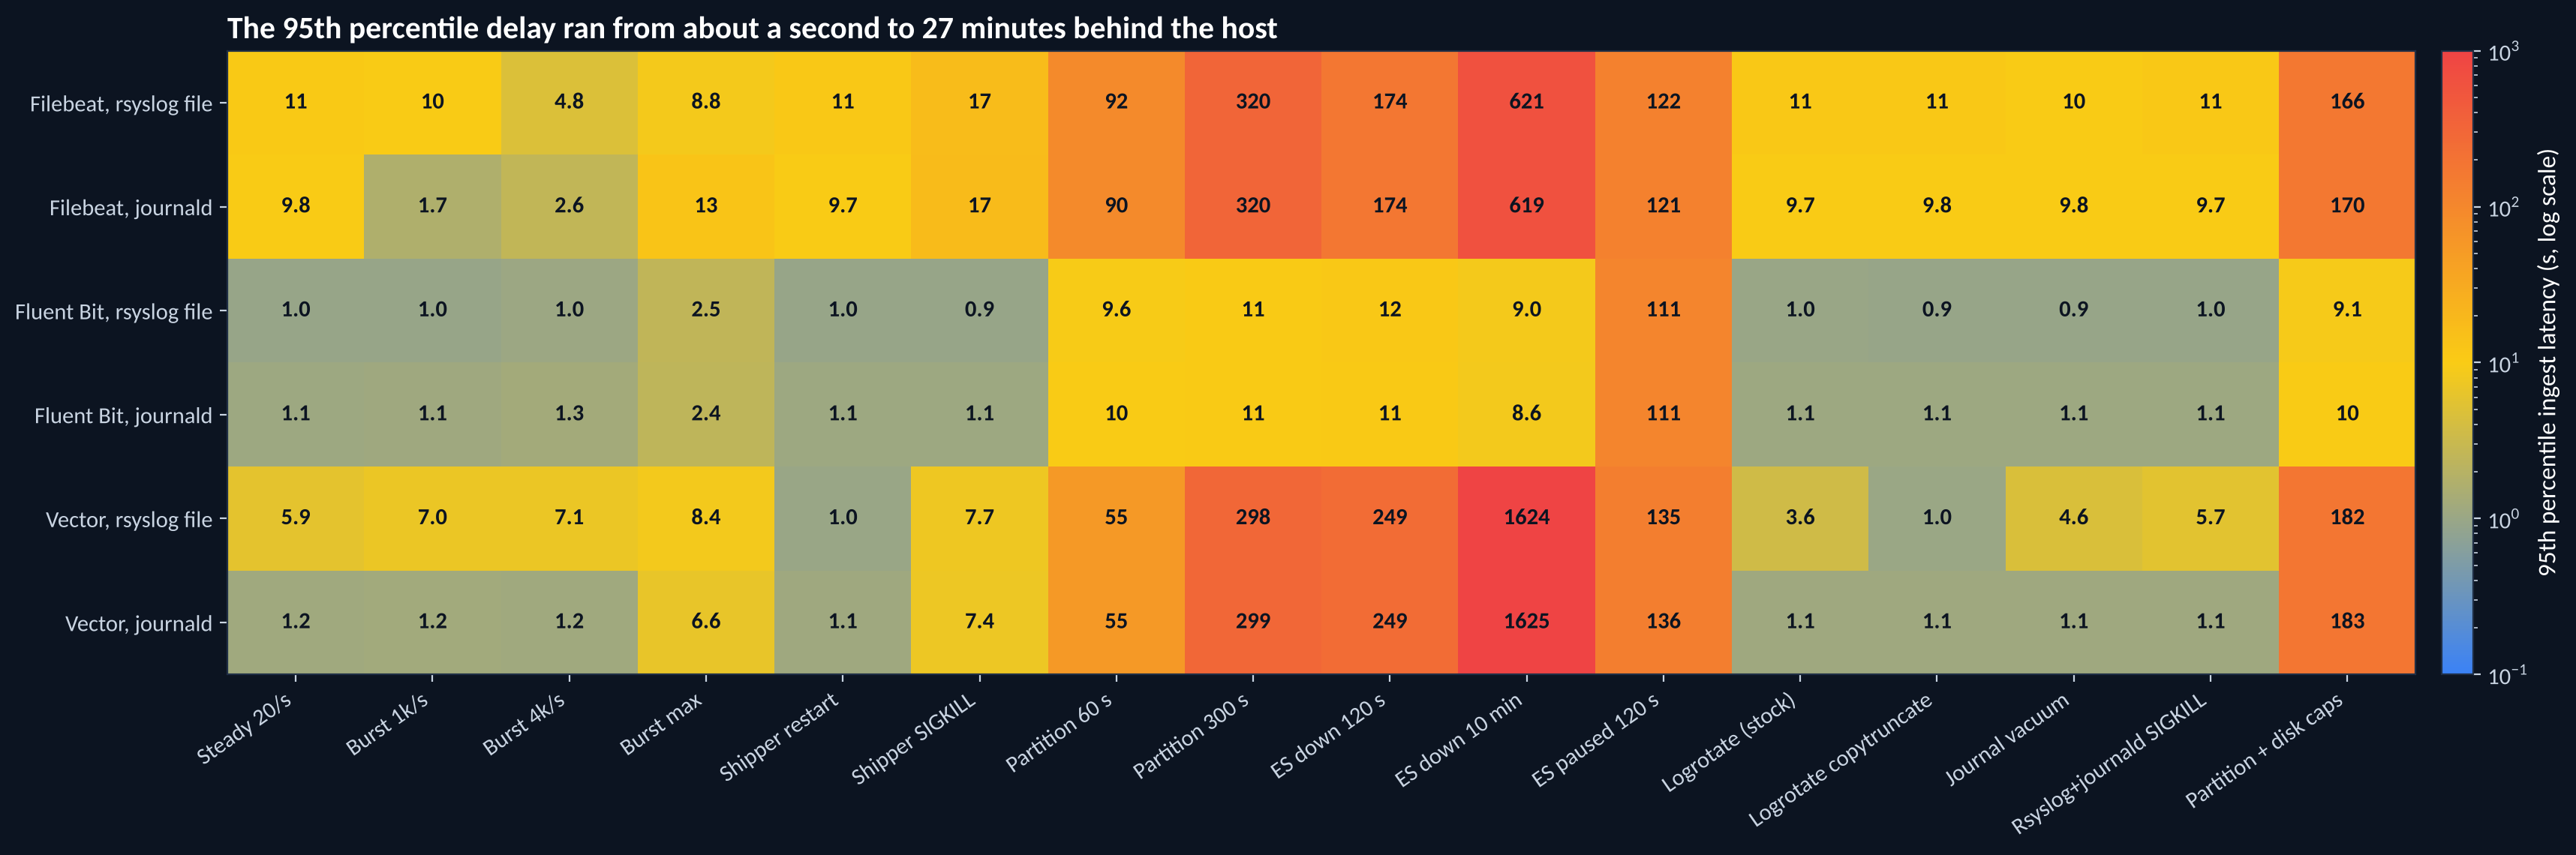 The 95th percentile delay ran from about a second to 27 minutes behind the host
Filebeat, rsyslog file 11 10 4.8 8.8 11 17 92 320 174 621 122 11 11 10 11 166
Filebeat, journald 9.8 1.7 2.6 13 9.7 17 90 320 174 619 121 9.7 9.8 9.8 9.7 170
Fluent Bit, rsyslog file 1.0 1.0 1.0 2.5 1.0 0.9 9.6 11 12 9.0 111 1.0 0.9 0.9 1.0 9.1
Fluent Bit, journald 1.1 1.1 1.3 2.4 1.1 1.1 10 11 11 8.6 111 1.1 1.1 1.1 1.1 10
Vector, rsyslog file 5.9 7.0 7.1 8.4 1.0 7.7 55 298 249 1624 135 3.6 1.0 4.6 5.7 182
Vector, journald 1.2 1.2 1.2 6.6 1.1 7.4 55 299 249 1625 136 1.1 1.1 1.1 1.1 183
Steady 20/s
Burst 1k/s
Burst 4k/s
Burst max
Shipper restart
Shipper SIGKILL
Partition 60 s
Partition 300 s
ES down 120 s
ES down 10 min
ES paused 120 s
Logrotate (stock)
Logrotate copytruncate
Journal vacuum
Rsyslog+journald SIGKILL
Partition + disk caps
10³
10²
10¹
10⁰
10⁻¹
95th percentile ingest latency (s, log scale)